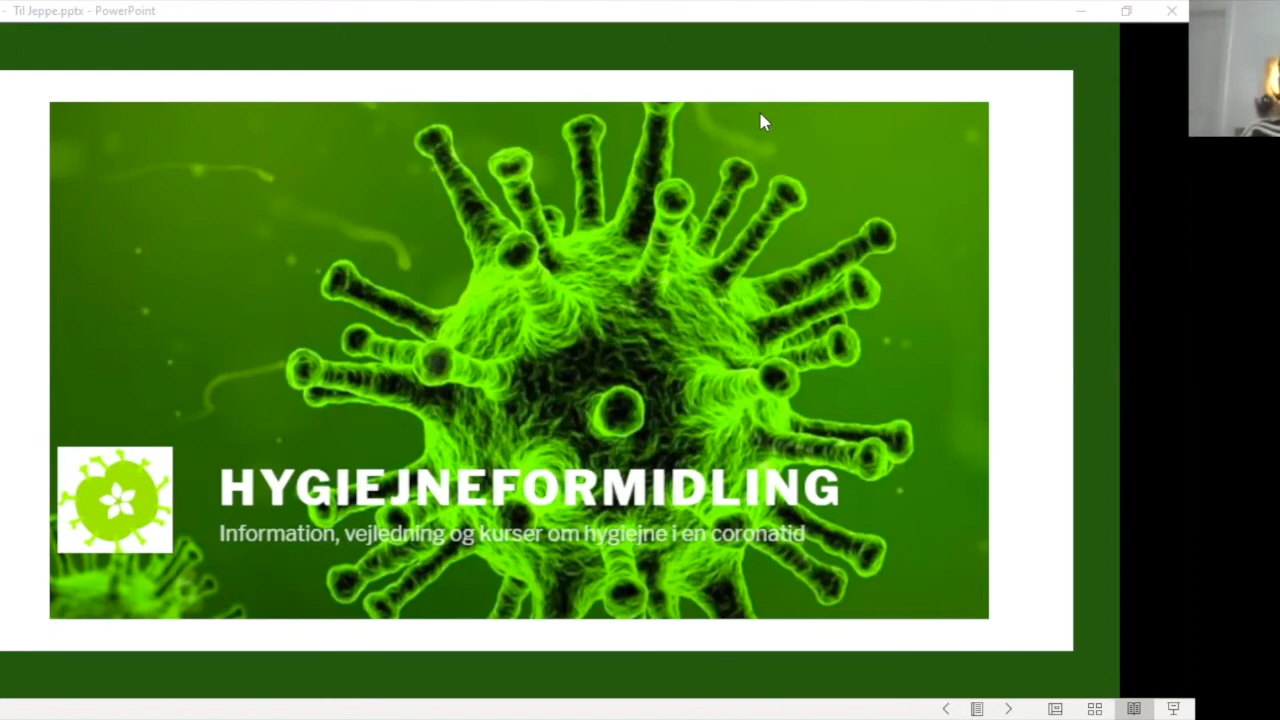 - Til Jeppe.pptx - PowerPoint
HYGIEJNEFORMIDLING
Information, vejledning og kurser om hygiejne i en coronatid